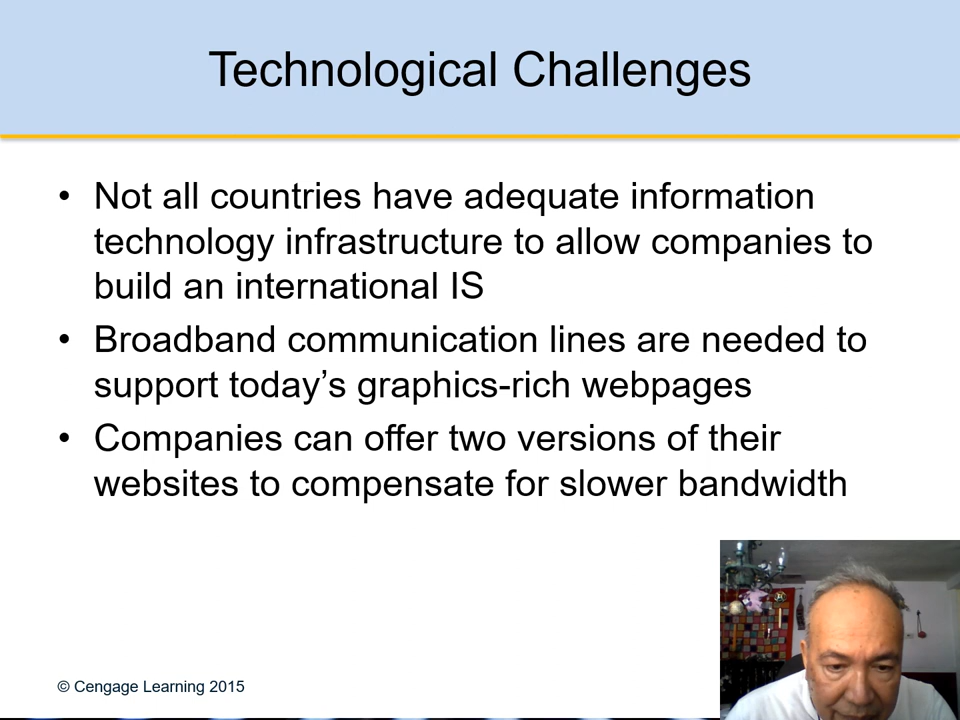 Technological Challenges
• Not all countries have adequate information
technology infrastructure to allow companies to
build an international IS
• Broadband communication lines are needed to
support today’s graphics-rich webpages
• Companies can offer two versions of their
websites to compensate for slower bandwidth
© Cengage Learning 2015